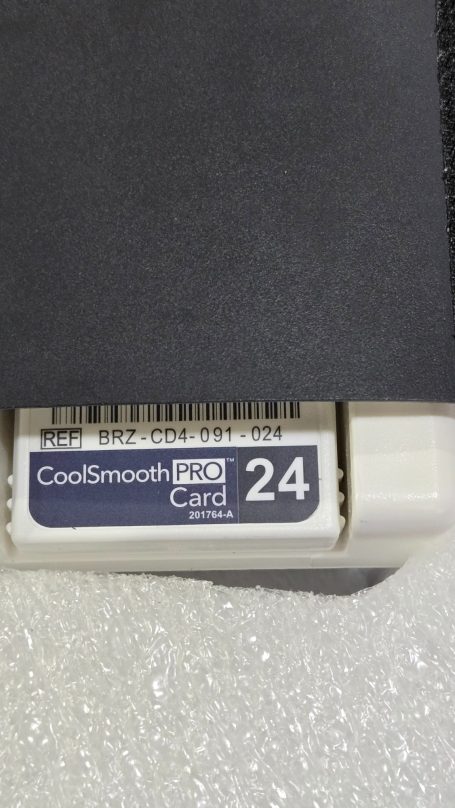 REF BRZ-CD4-091-024
CoolSmooth PRO™
Card 24
201764-A